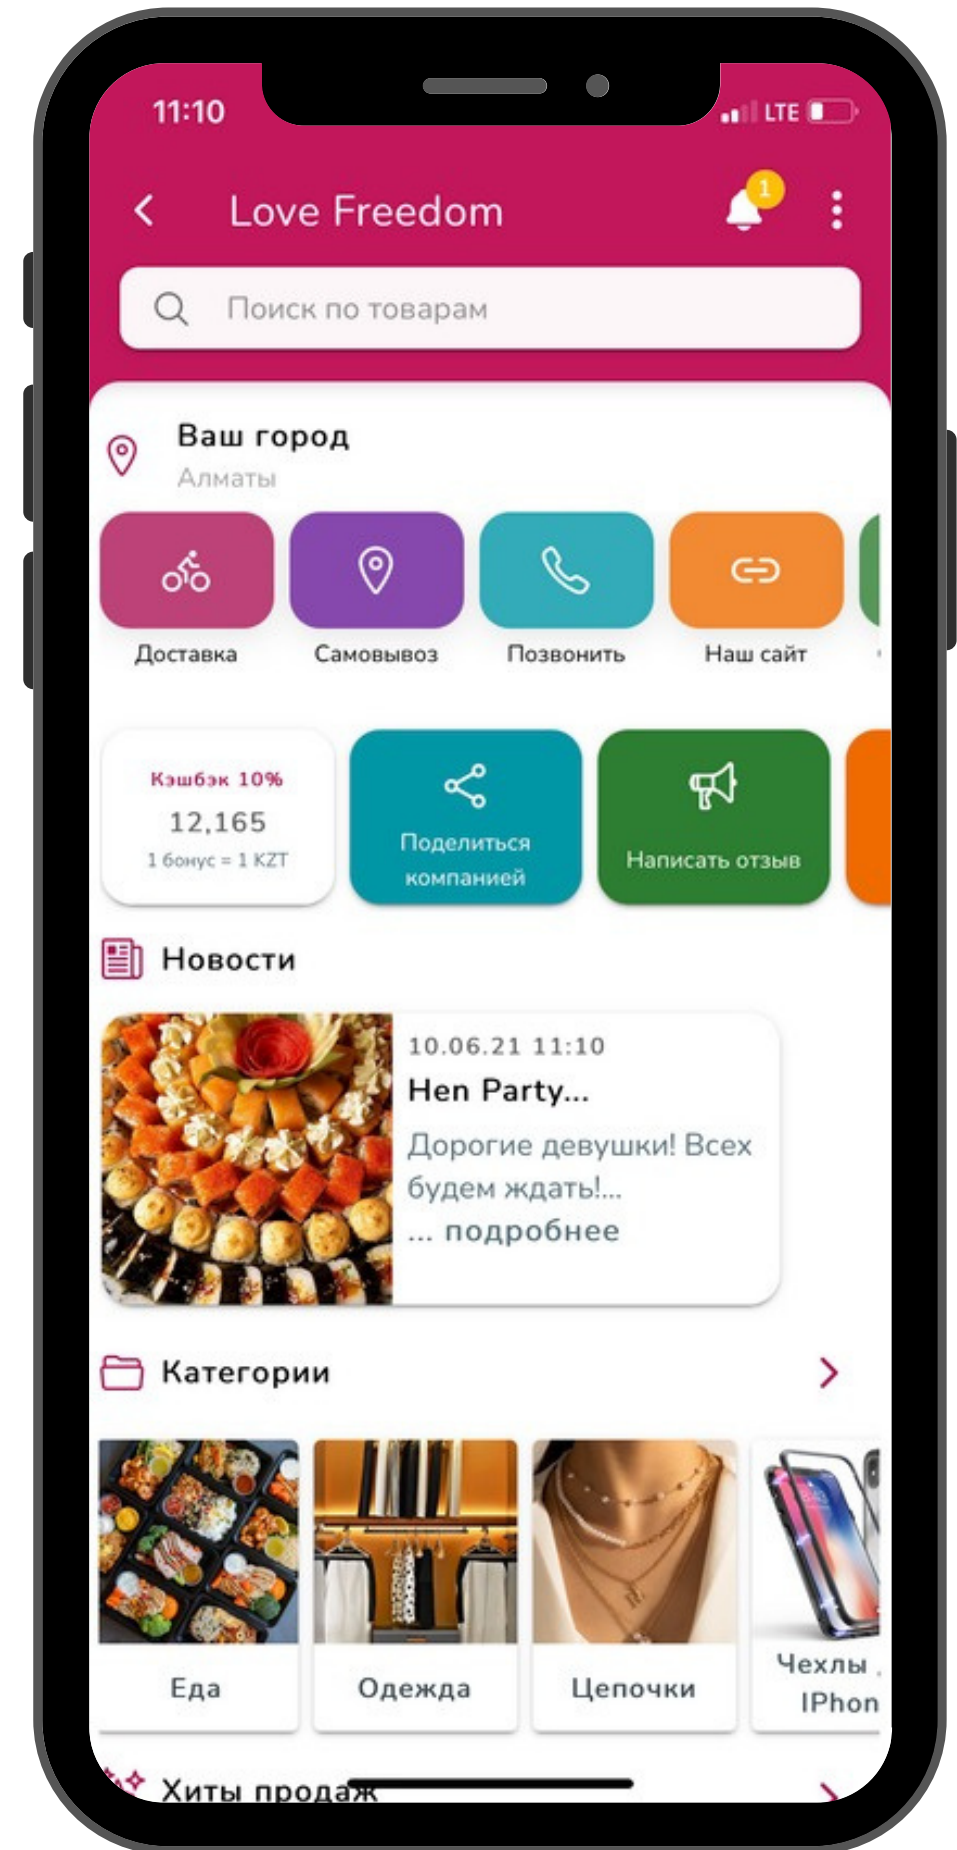 11:10
LTE
Love Freedom
1
Поиск по товарам
Ваш город
Алматы
Доставка
Самовывоз
Позвонить
Наш сайт
Кэшбэк 10%
12,165
1 бонус = 1 KZT
Поделиться
компанией
Написать отзыв
Новости
10.06.21 11:10
Hen Party...
Дорогие девушки! Всех
будем ждать!...
... подробнее
Категории
Еда
Одежда
Цепочки
Чехлы
IPhon
Хиты продаж